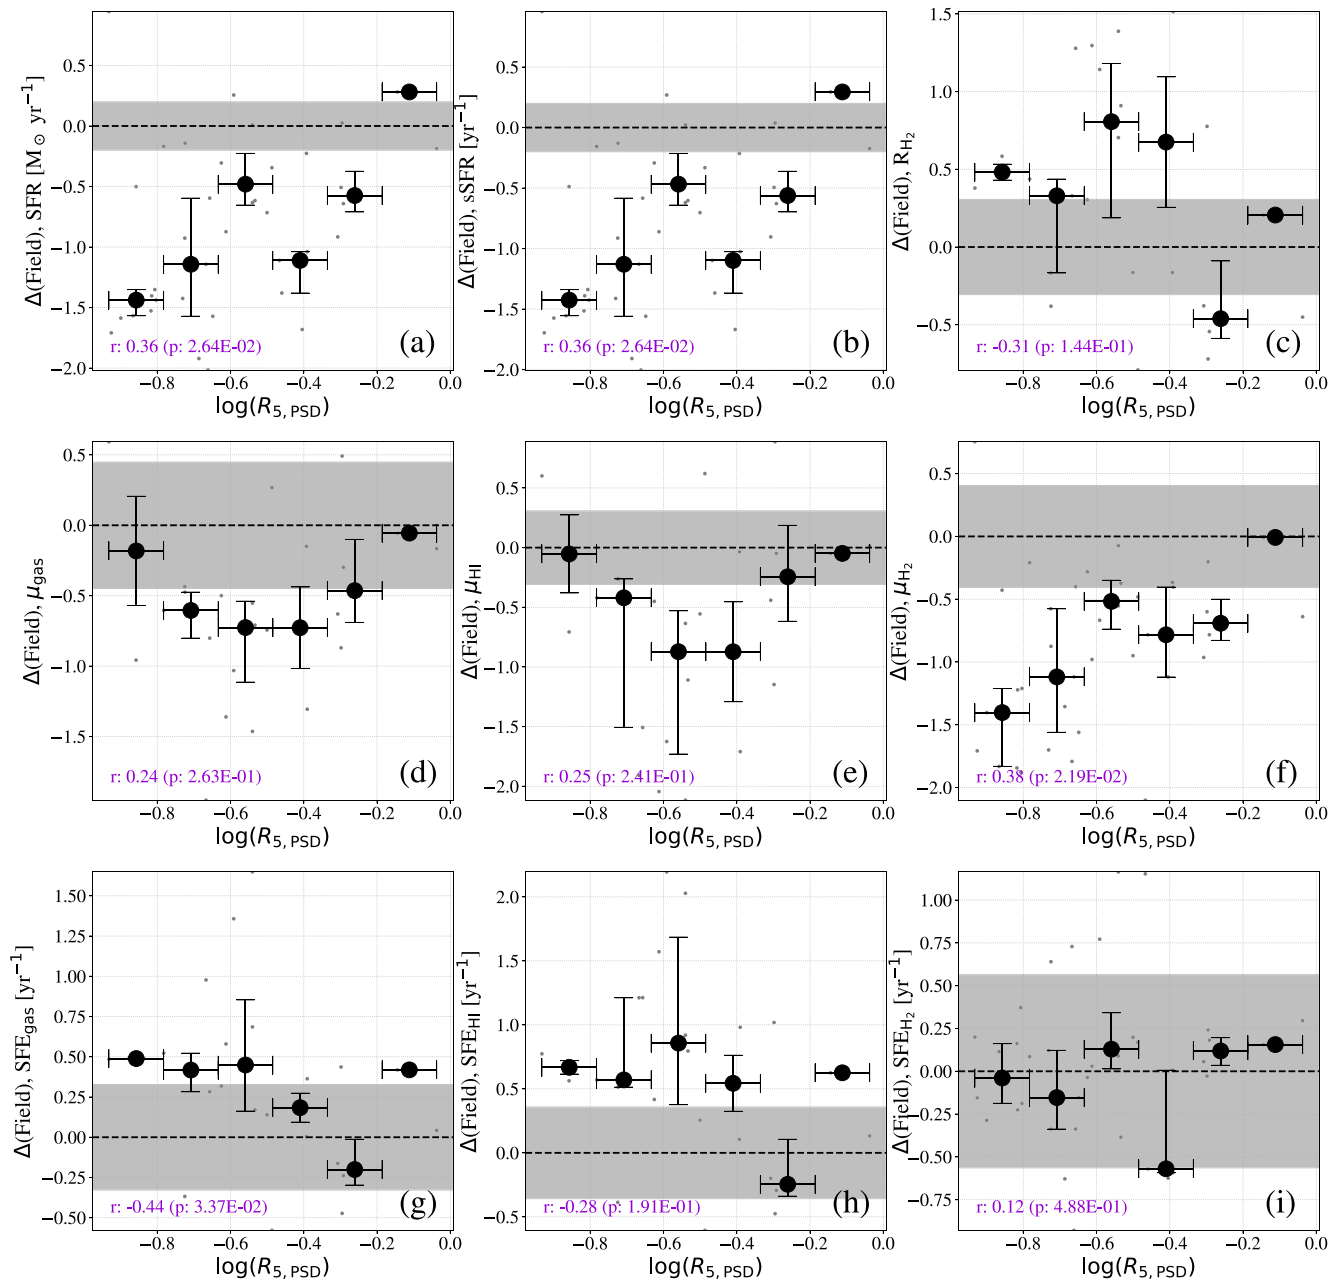 Δ(Field), SFR [M⊙ yr⁻¹]
0.5
0.0
−0.5
−1.0
−1.5
−2.0
r: 0.36 (p: 2.64E-02)
(a)
−0.8 −0.6 −0.4 −0.2 0.0
log(R5, PSD)
Δ(Field), sSFR [yr⁻¹]
0.5
0.0
−0.5
−1.0
−1.5
−2.0
r: 0.36 (p: 2.64E-02)
(b)
−0.8 −0.6 −0.4 −0.2 0.0
log(R5, PSD)
Δ(Field), RH2
1.5
1.0
0.5
0.0
−0.5
r: -0.31 (p: 1.44E-01)
(c)
−0.8 −0.6 −0.4 −0.2 0.0
log(R5, PSD)
Δ(Field), μgas
0.5
0.0
−0.5
−1.0
−1.5
r: 0.24 (p: 2.63E-01)
(d)
−0.8 −0.6 −0.4 −0.2 0.0
log(R5, PSD)
Δ(Field), μHI
0.5
0.0
−0.5
−1.0
−1.5
−2.0
r: 0.25 (p: 2.41E-01)
(e)
−0.8 −0.6 −0.4 −0.2 0.0
log(R5, PSD)
Δ(Field), μH2
0.5
0.0
−0.5
−1.0
−1.5
−2.0
r: 0.38 (p: 2.19E-02)
(f)
−0.8 −0.6 −0.4 −0.2 0.0
log(R5, PSD)
Δ(Field), SFEgas [yr⁻¹]
1.50
1.25
1.00
0.75
0.50
0.25
0.00
−0.25
−0.50
r: -0.44 (p: 3.37E-02)
(g)
−0.8 −0.6 −0.4 −0.2 0.0
log(R5, PSD)
Δ(Field), SFEHI [yr⁻¹]
2.0
1.5
1.0
0.5
0.0
−0.5
r: -0.28 (p: 1.91E-01)
(h)
−0.8 −0.6 −0.4 −0.2 0.0
log(R5, PSD)
Δ(Field), SFEH2 [yr⁻¹]
1.00
0.75
0.50
0.25
0.00
−0.25
−0.50
−0.75
r: 0.12 (p: 4.88E-01)
(i)
−0.8 −0.6 −0.4 −0.2 0.0
log(R5, PSD)